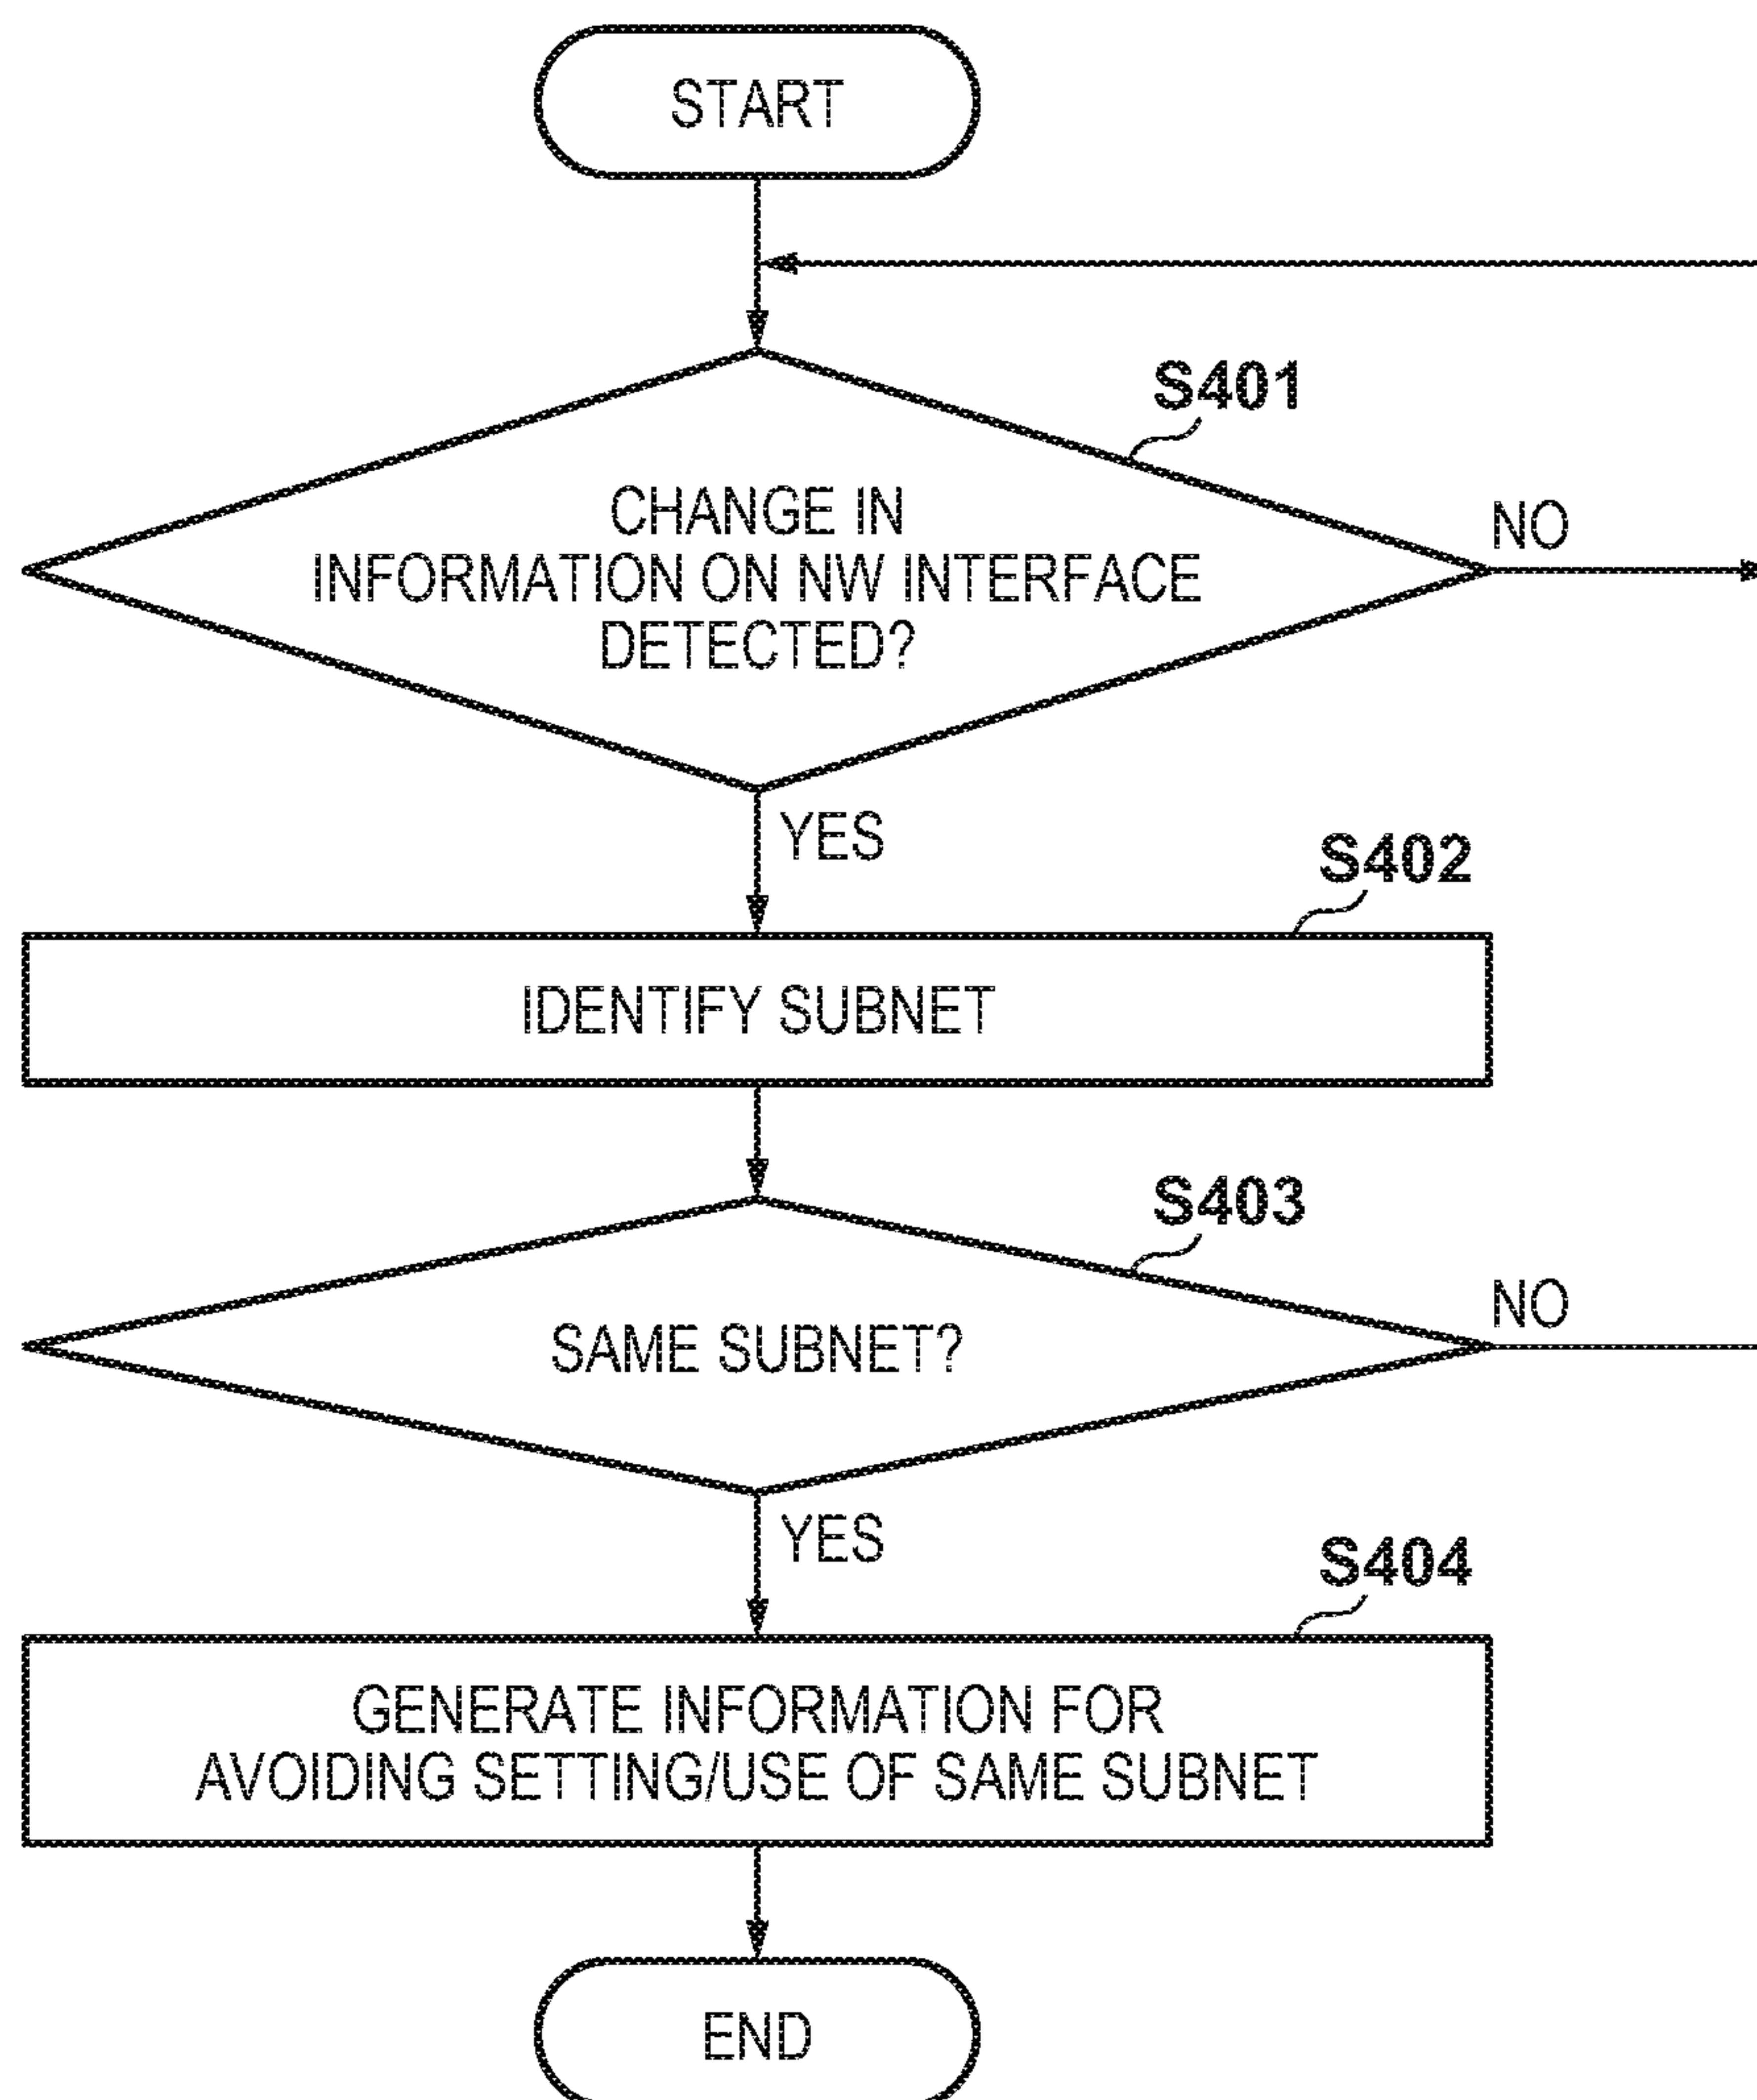 START
S401
CHANGE IN
INFORMATION ON NW INTERFACE
DETECTED?
NO
YES
S402
IDENTIFY SUBNET
S403
SAME SUBNET?
NO
YES
S404
GENERATE INFORMATION FOR
AVOIDING SETTING/USE OF SAME SUBNET
END